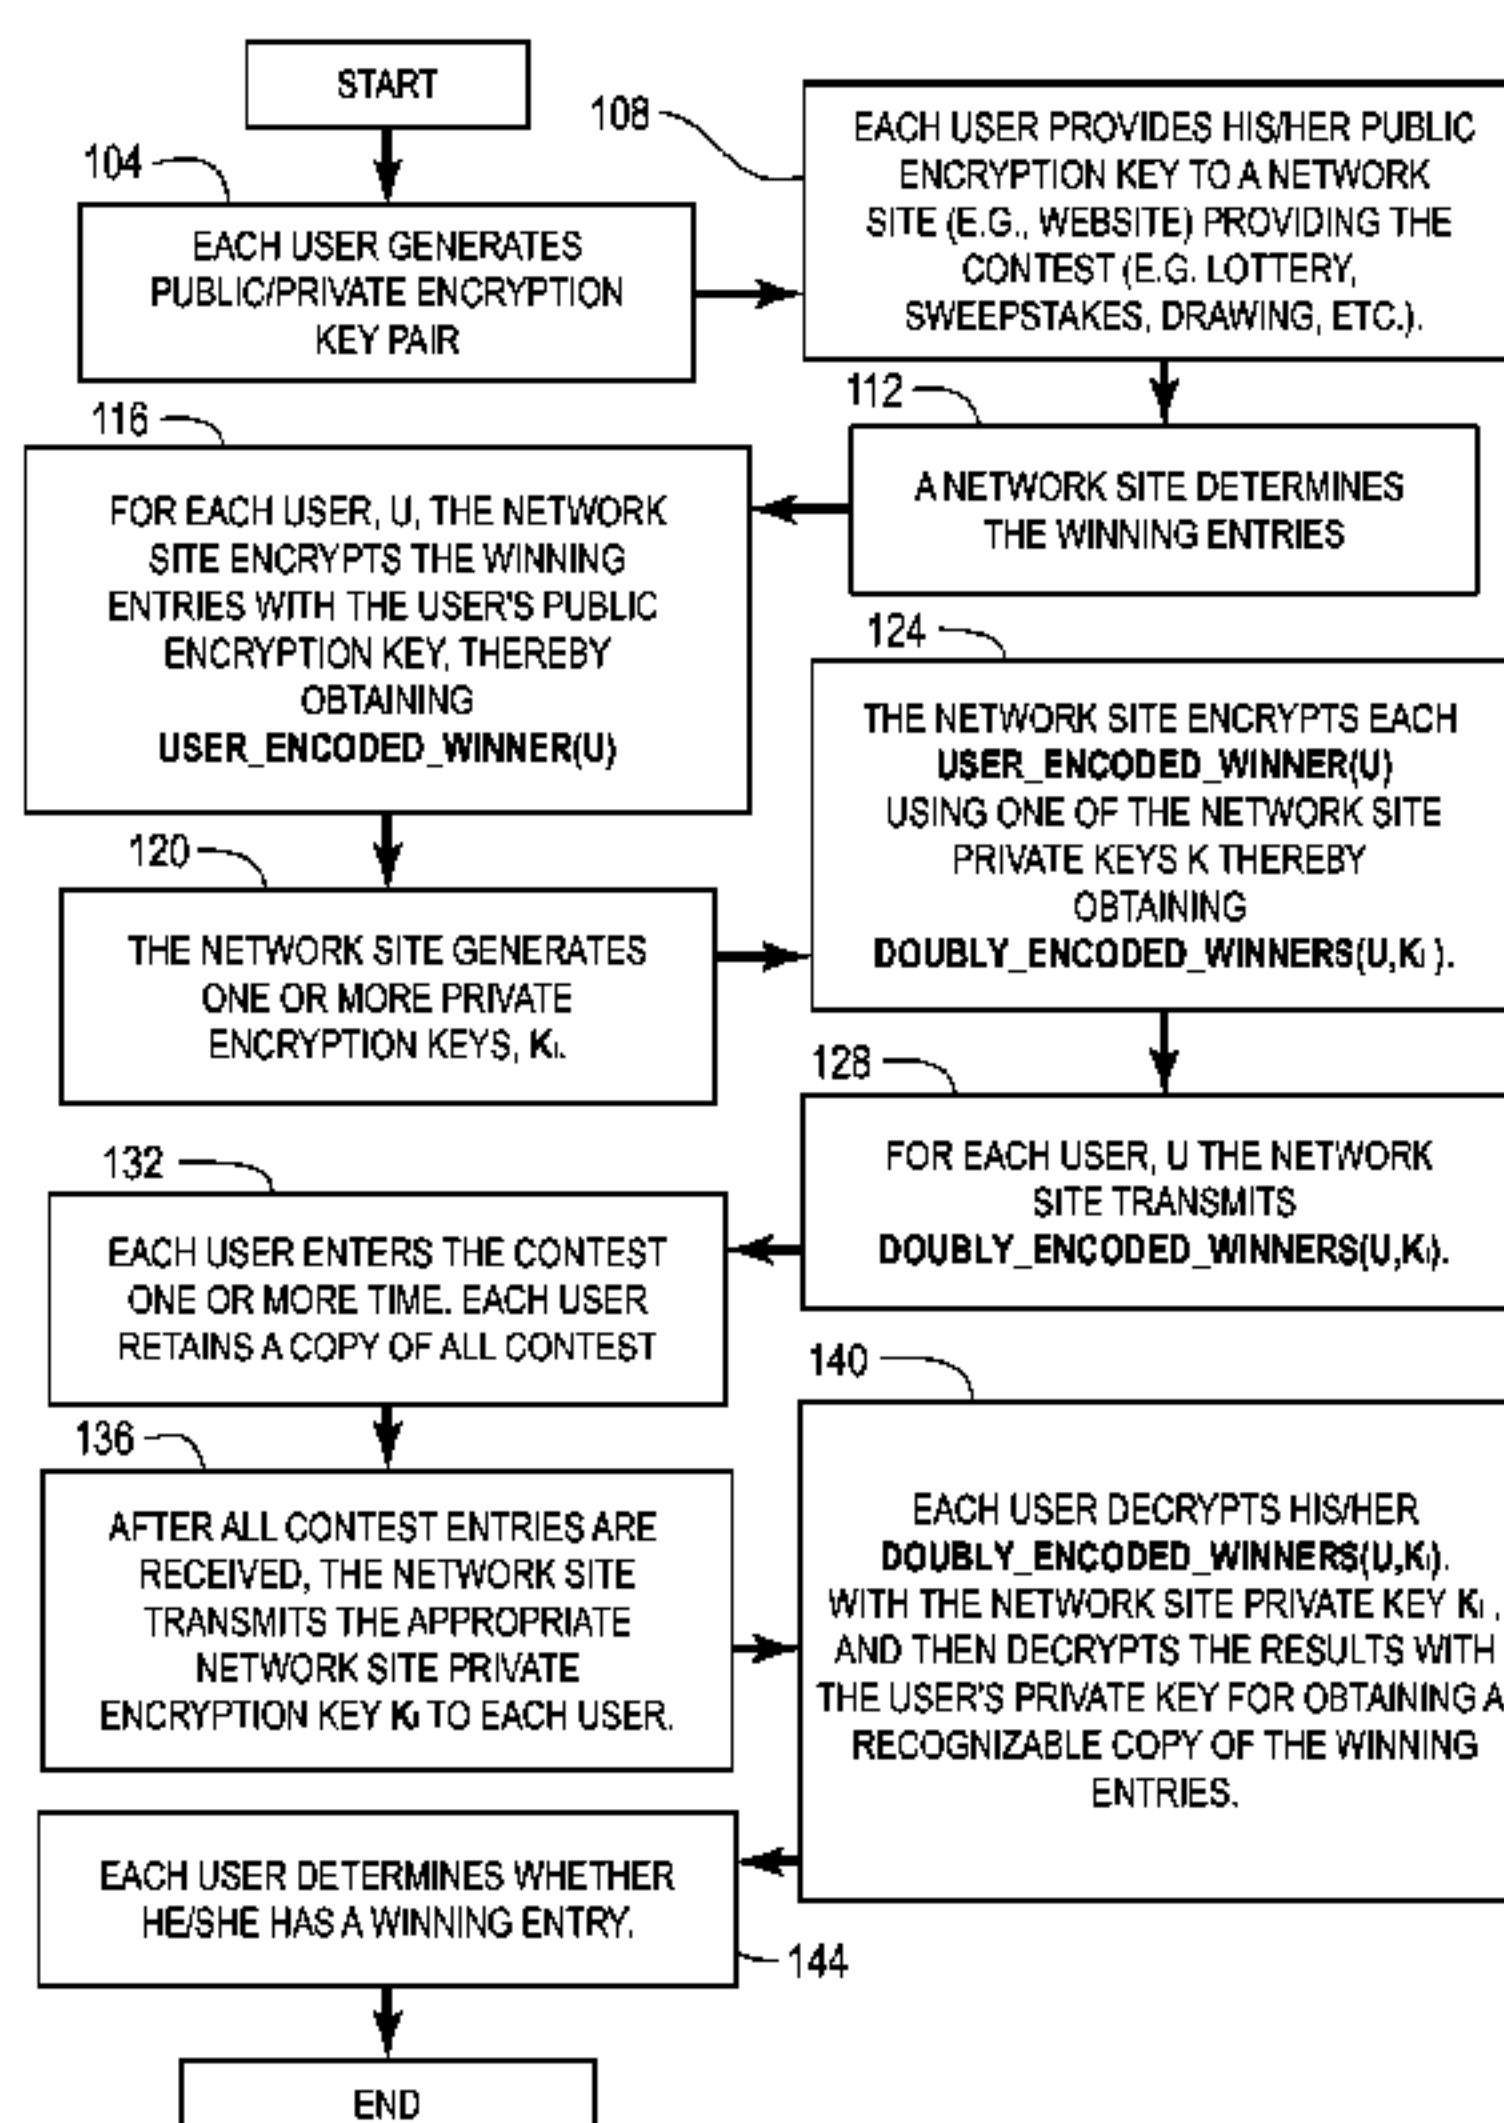 START
104
EACH USER GENERATES
PUBLIC/PRIVATE ENCRYPTION
KEY PAIR
108
EACH USER PROVIDES HIS/HER PUBLIC
ENCRYPTION KEY TO A NETWORK
SITE (E.G., WEBSITE) PROVIDING THE
CONTEST (E.G. LOTTERY,
SWEEPSTAKES, DRAWING, ETC.).
112
A NETWORK SITE DETERMINES
THE WINNING ENTRIES
116
FOR EACH USER, U, THE NETWORK
SITE ENCRYPTS THE WINNING
ENTRIES WITH THE USER'S PUBLIC
ENCRYPTION KEY, THEREBY
OBTAINING
USER_ENCODED_WINNER(U)
120
THE NETWORK SITE GENERATES
ONE OR MORE PRIVATE
ENCRYPTION KEYS, Ki.
124
THE NETWORK SITE ENCRYPTS EACH
USER_ENCODED_WINNER(U)
USING ONE OF THE NETWORK SITE
PRIVATE KEYS K THEREBY
OBTAINING
DOUBLY_ENCODED_WINNERS(U,Ki ).
128
FOR EACH USER, U THE NETWORK
SITE TRANSMITS
DOUBLY_ENCODED_WINNERS(U,Ki).
132
EACH USER ENTERS THE CONTEST
ONE OR MORE TIME. EACH USER
RETAINS A COPY OF ALL CONTEST
136
AFTER ALL CONTEST ENTRIES ARE
RECEIVED, THE NETWORK SITE
TRANSMITS THE APPROPRIATE
NETWORK SITE PRIVATE
ENCRYPTION KEY Ki TO EACH USER.
140
EACH USER DECRYPTS HIS/HER
DOUBLY_ENCODED_WINNERS(U,Ki).
WITH THE NETWORK SITE PRIVATE KEY Ki ,
AND THEN DECRYPTS THE RESULTS WITH
THE USER'S PRIVATE KEY FOR OBTAINING A
RECOGNIZABLE COPY OF THE WINNING
ENTRIES.
EACH USER DETERMINES WHETHER
HE/SHE HAS A WINNING ENTRY.
144
END